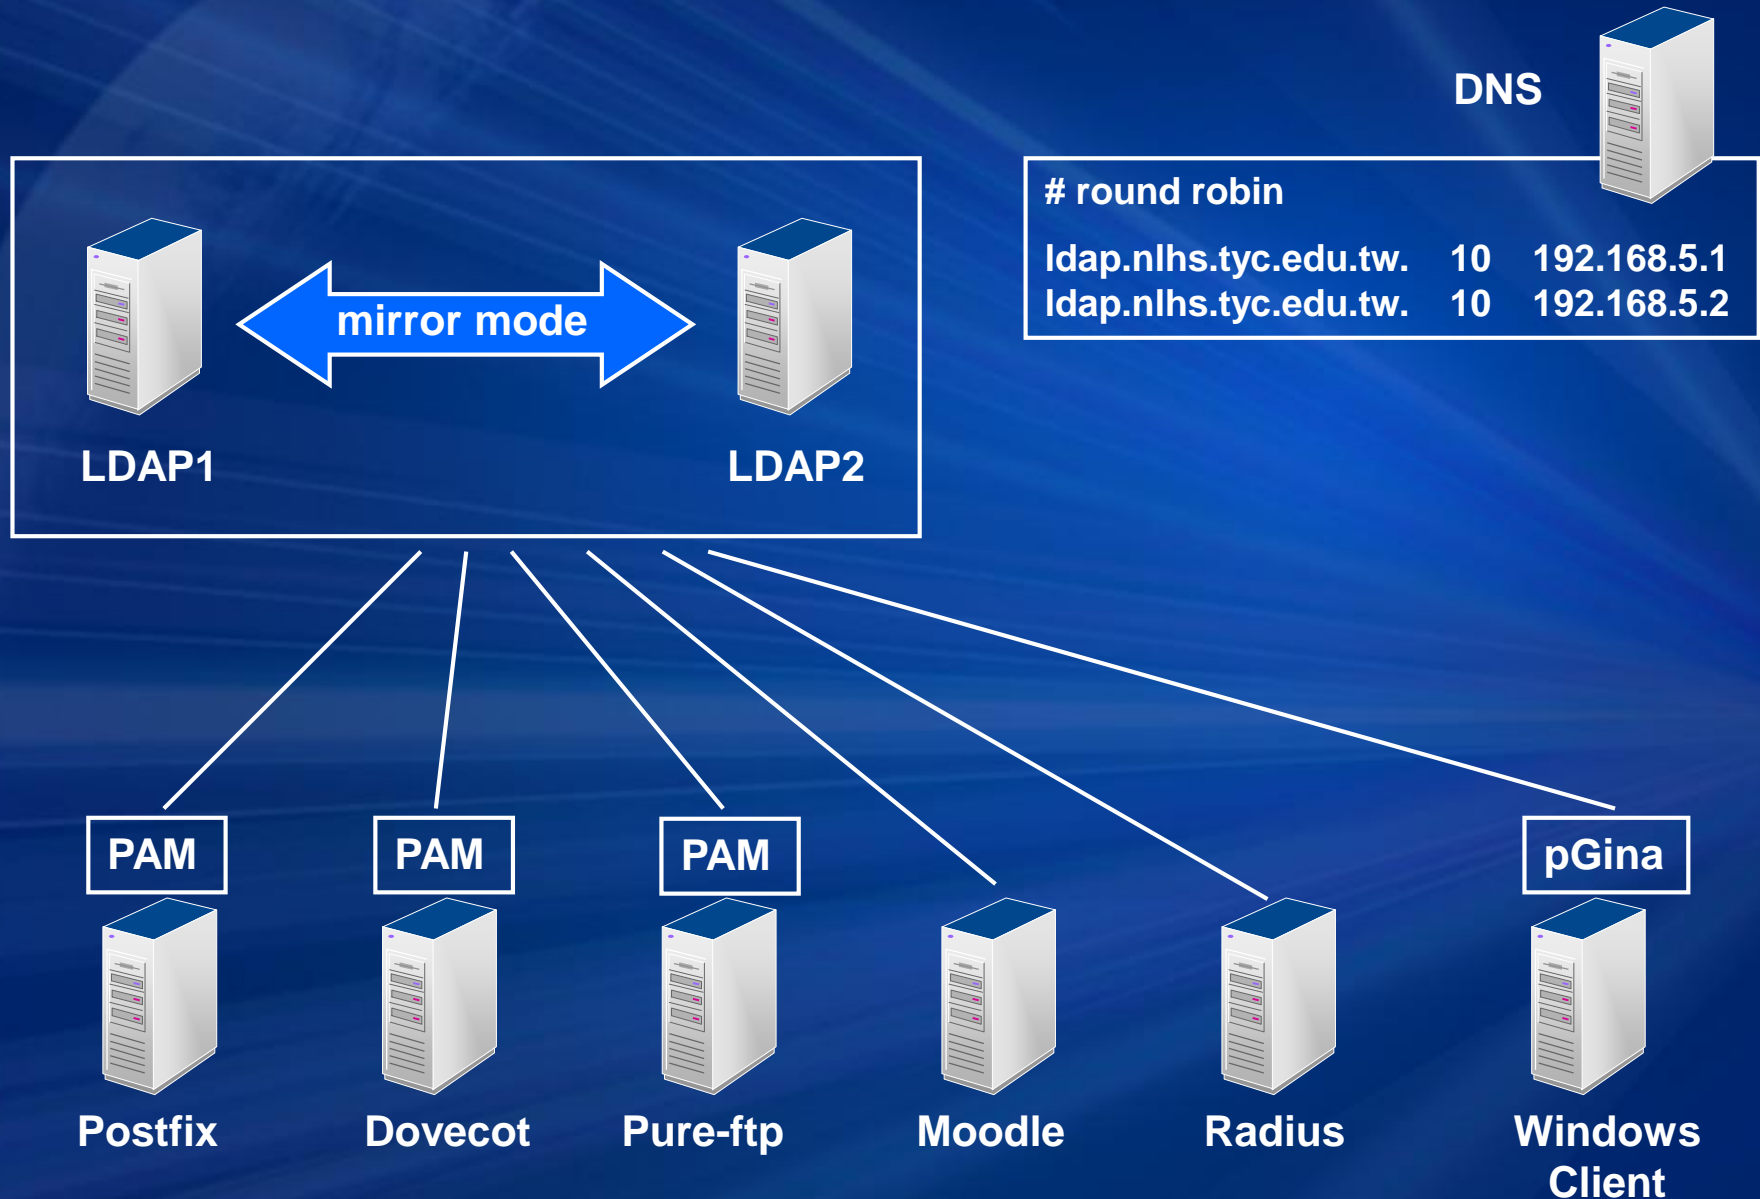 DNS
# round robin
ldap.nlhs.tyc.edu.tw. 10 192.168.5.1
ldap.nlhs.tyc.edu.tw. 10 192.168.5.2
mirror mode
LDAP1 LDAP2
PAM PAM PAM pGina
Postfix Dovecot Pure-ftp Moodle Radius Windows
Client